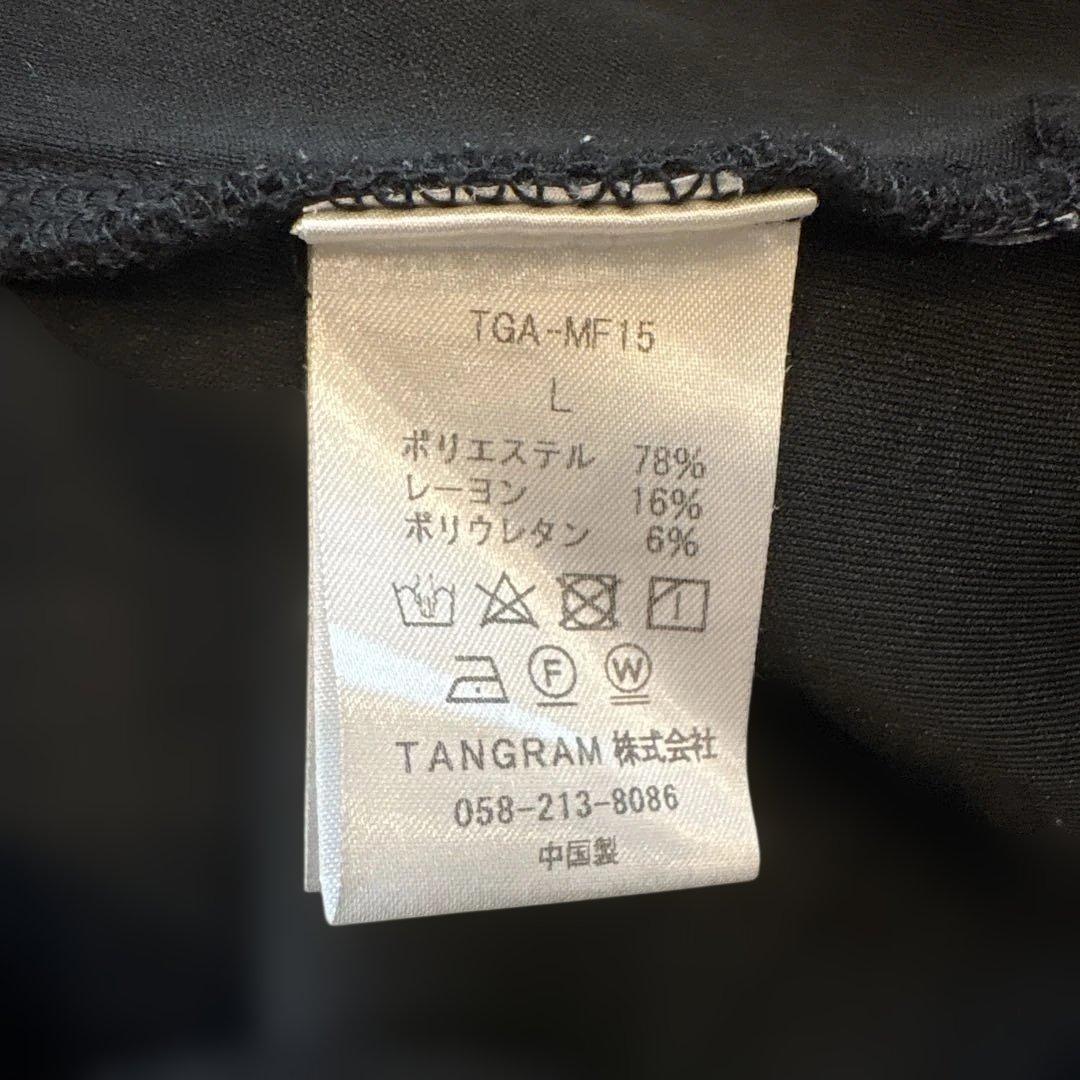 TGA-MF15
L
ポリエステル 78%
レーヨン 16%
ポリウレタン 6%
F W
TANGRAM 株式会社
058-213-8086
中国製